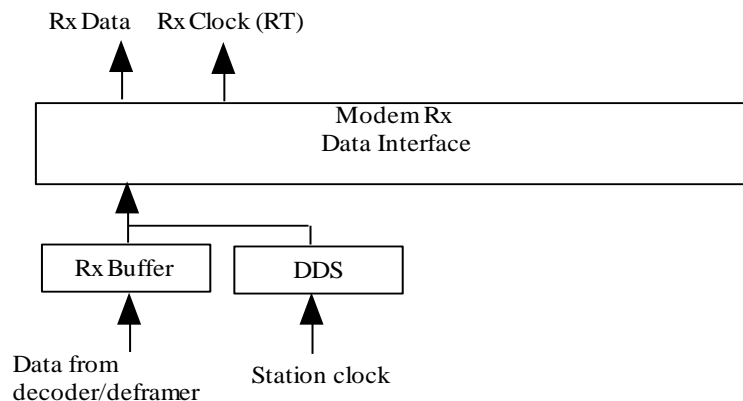 Rx Data
Rx Clock (RT)
Modem Rx
Data Interface
Rx Buffer
DDS
Data from
decoder/deframer
Station clock